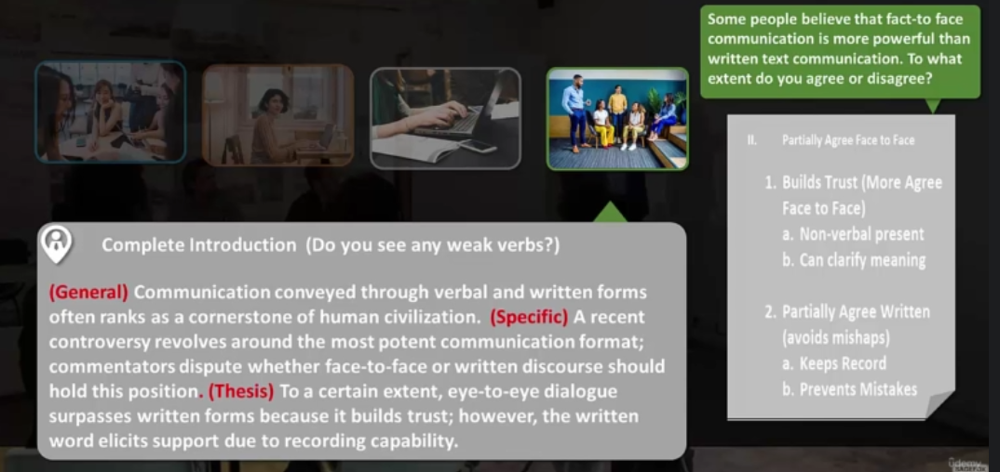 Some people believe that fact-to face
communication is more powerful than
written text communication. To what
extent do you agree or disagree?
II. Partially Agree Face to Face
1. Builds Trust (More Agree
Face to Face)
a. Non-verbal present
b. Can clarify meaning
2. Partially Agree Written
(avoids mishaps)
a. Keeps Record
b. Prevents Mistakes
Complete Introduction (Do you see any weak verbs?)
(General) Communication conveyed through verbal and written forms
often ranks as a cornerstone of human civilization. (Specific) A recent
controversy revolves around the most potent communication format;
commentators dispute whether face-to-face or written discourse should
hold this position. (Thesis) To a certain extent, eye-to-eye dialogue
surpasses written forms because it builds trust; however, the written
word elicits support due to recording capability.
ûdemy